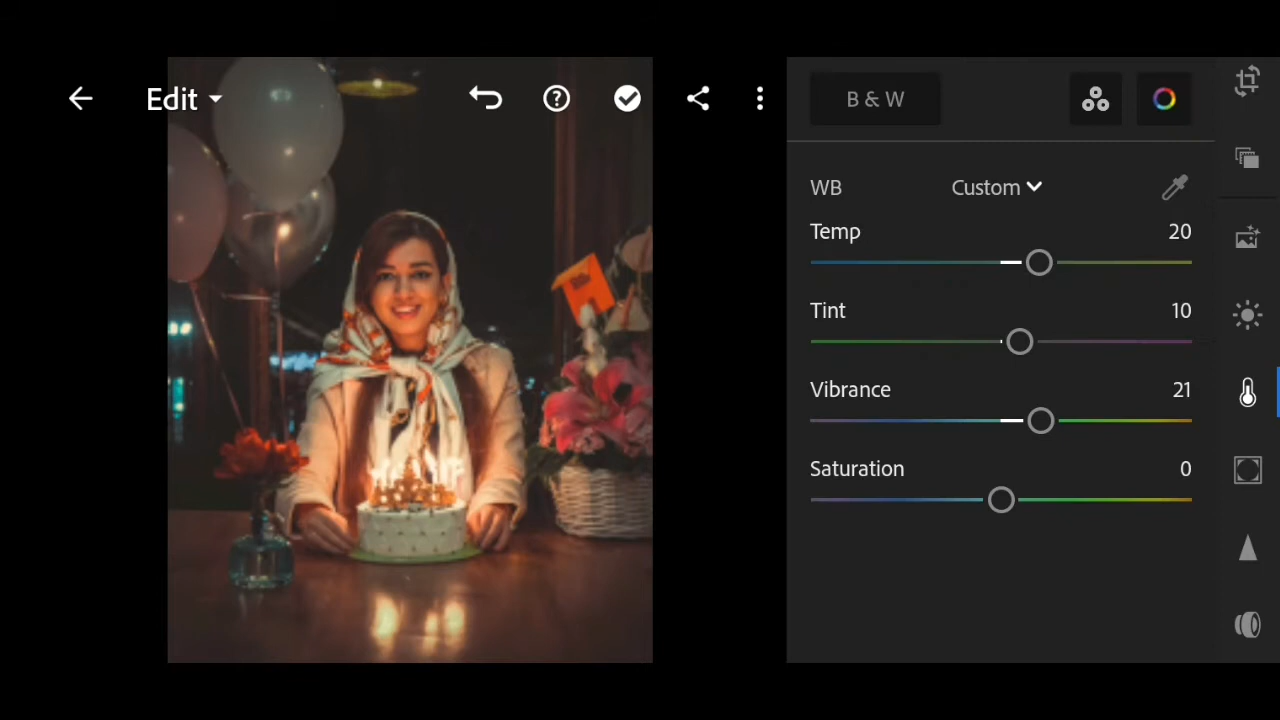 Edit
B & W
WB Custom
Temp 20
Tint 10
Vibrance 21
Saturation 0